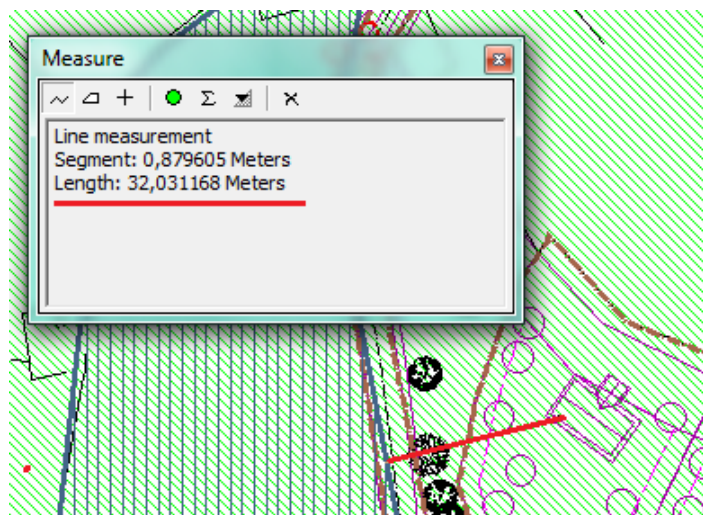 Measure
Line measurement
Segment: 0,879605 Meters
Length: 32,031168 Meters